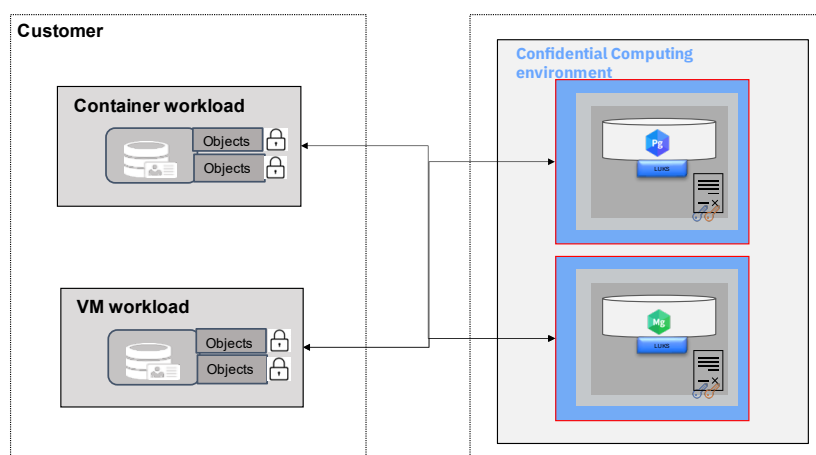 Customer
Container workload
Objects
Objects
VM workload
Objects
Objects
Confidential Computing
environment
Pg
LUKS
Mg
LUKS